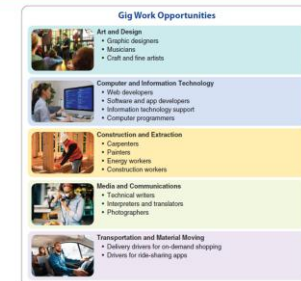 Gig Work Opportunities
Art and Design
• Graphic designers
• Musicians
• Craft and fine artists
Computer and Information Technology
• Web developers
• Software and app developers
• Information technology support
• Computer programmers
Construction and Extraction
• Carpenters
• Painters
• Energy workers
• Construction workers
Media and Communications
• Technical writers
• Interpreters and translators
• Photographers
Transportation and Material Moving
• Delivery drivers for on-demand shopping
• Drivers for ride-sharing apps